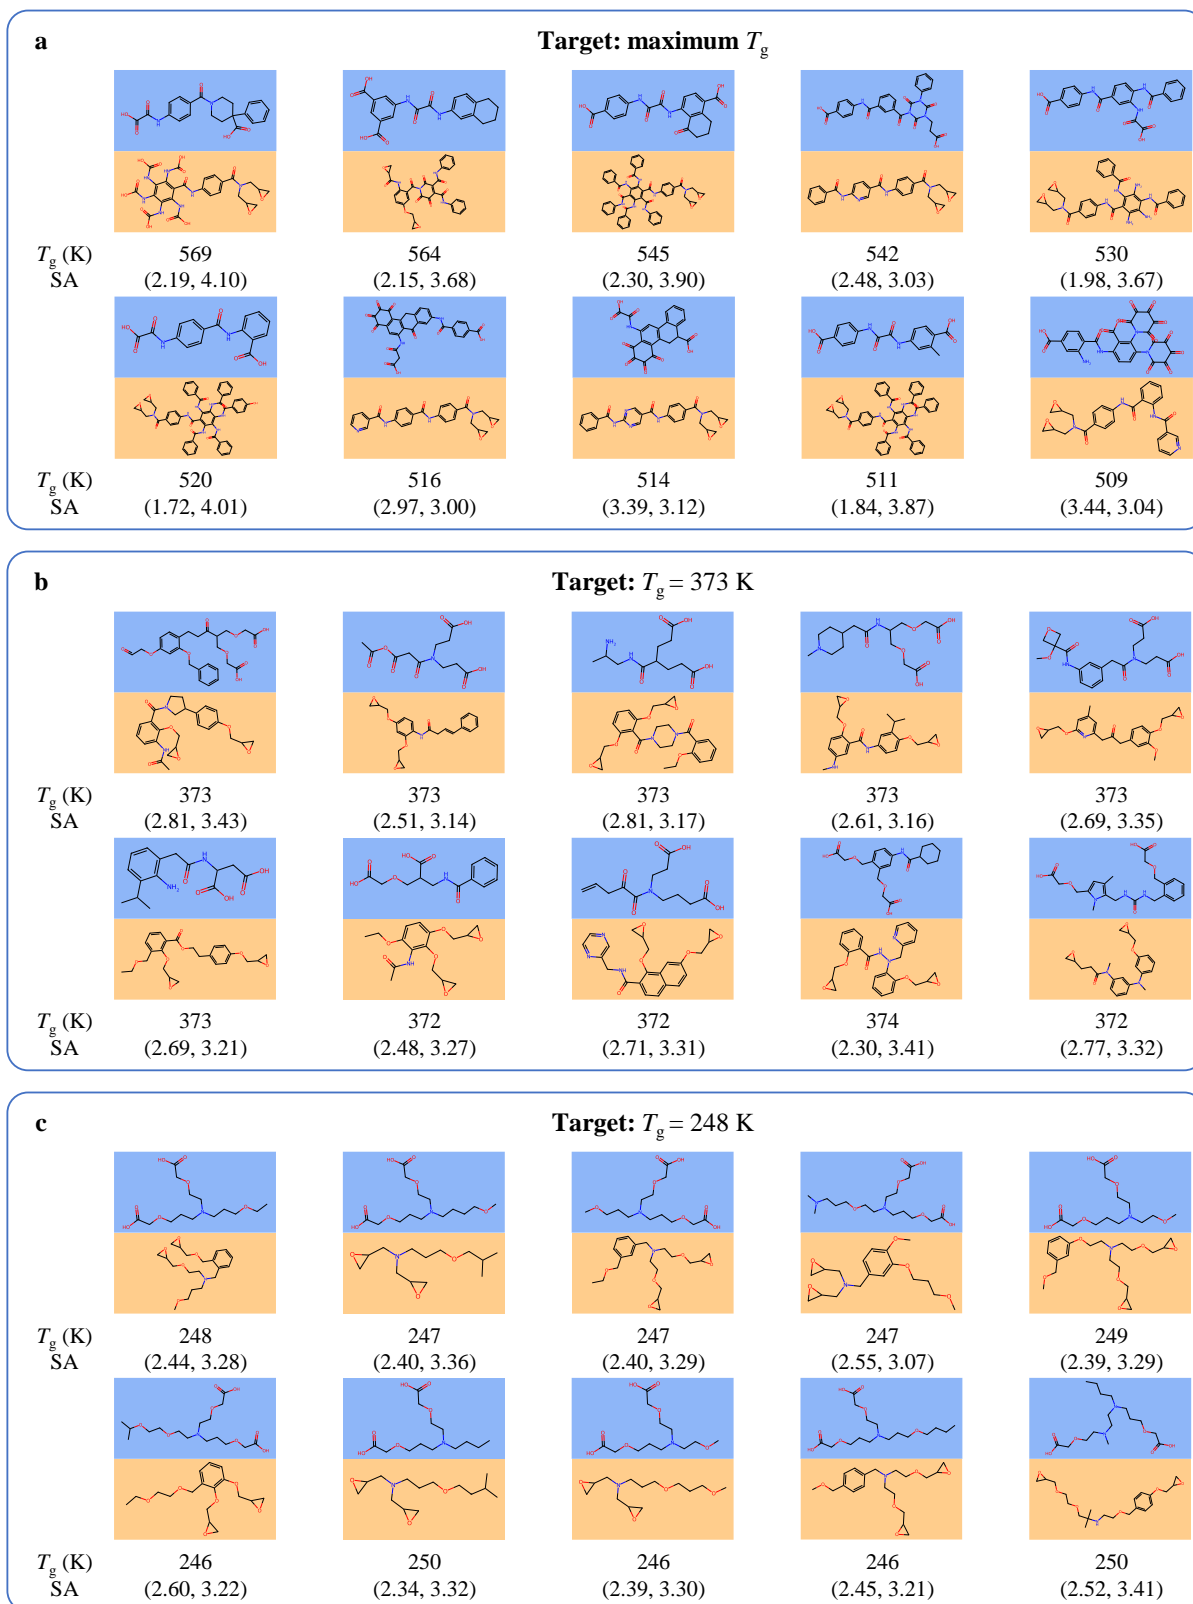 a
Target: maximum Tg
Tg (K) 569 564 545 542 530
SA (2.19, 4.10) (2.15, 3.68) (2.30, 3.90) (2.48, 3.03) (1.98, 3.67)
Tg (K) 520 516 514 511 509
SA (1.72, 4.01) (2.97, 3.00) (3.39, 3.12) (1.84, 3.87) (3.44, 3.04)
b
Target: Tg = 373 K
Tg (K) 373 373 373 373 373
SA (2.81, 3.43) (2.51, 3.14) (2.81, 3.17) (2.61, 3.16) (2.69, 3.35)
Tg (K) 373 372 372 374 372
SA (2.69, 3.21) (2.48, 3.27) (2.71, 3.31) (2.30, 3.41) (2.77, 3.32)
c
Target: Tg = 248 K
Tg (K) 248 247 247 247 249
SA (2.44, 3.28) (2.40, 3.36) (2.40, 3.29) (2.55, 3.07) (2.39, 3.29)
Tg (K) 246 250 246 246 250
SA (2.60, 3.22) (2.34, 3.32) (2.39, 3.30) (2.45, 3.21) (2.52, 3.41)